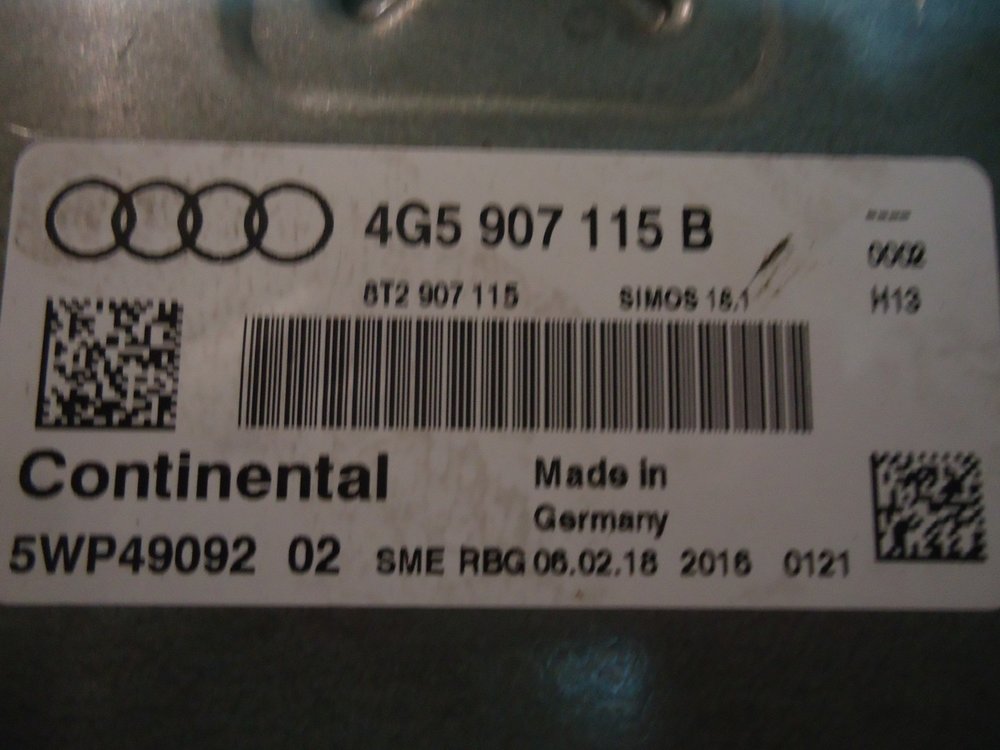 4G5 907 115 B
----
0002
8T2 907 115
SIMOS 18.1
H13
Continental
Made in
Germany
5WP49092 02
SME RBG 06.02.18 2016 0121